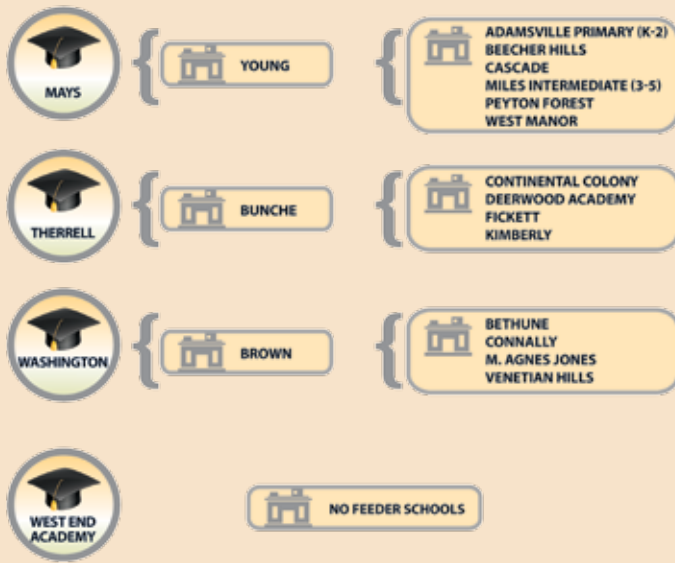 MAYS
YOUNG
ADAMSVILLE PRIMARY (K-2)
BEECHER HILLS
CASCADE
MILES INTERMEDIATE (3-5)
PEYTON FOREST
WEST MANOR
THERRELL
BUNCHE
CONTINENTAL COLONY
DEERWOOD ACADEMY
FICKETT
KIMBERLY
WASHINGTON
BROWN
BETHUNE
CONNALLY
M. AGNES JONES
VENETIAN HILLS
WEST END
ACADEMY
NO FEEDER SCHOOLS